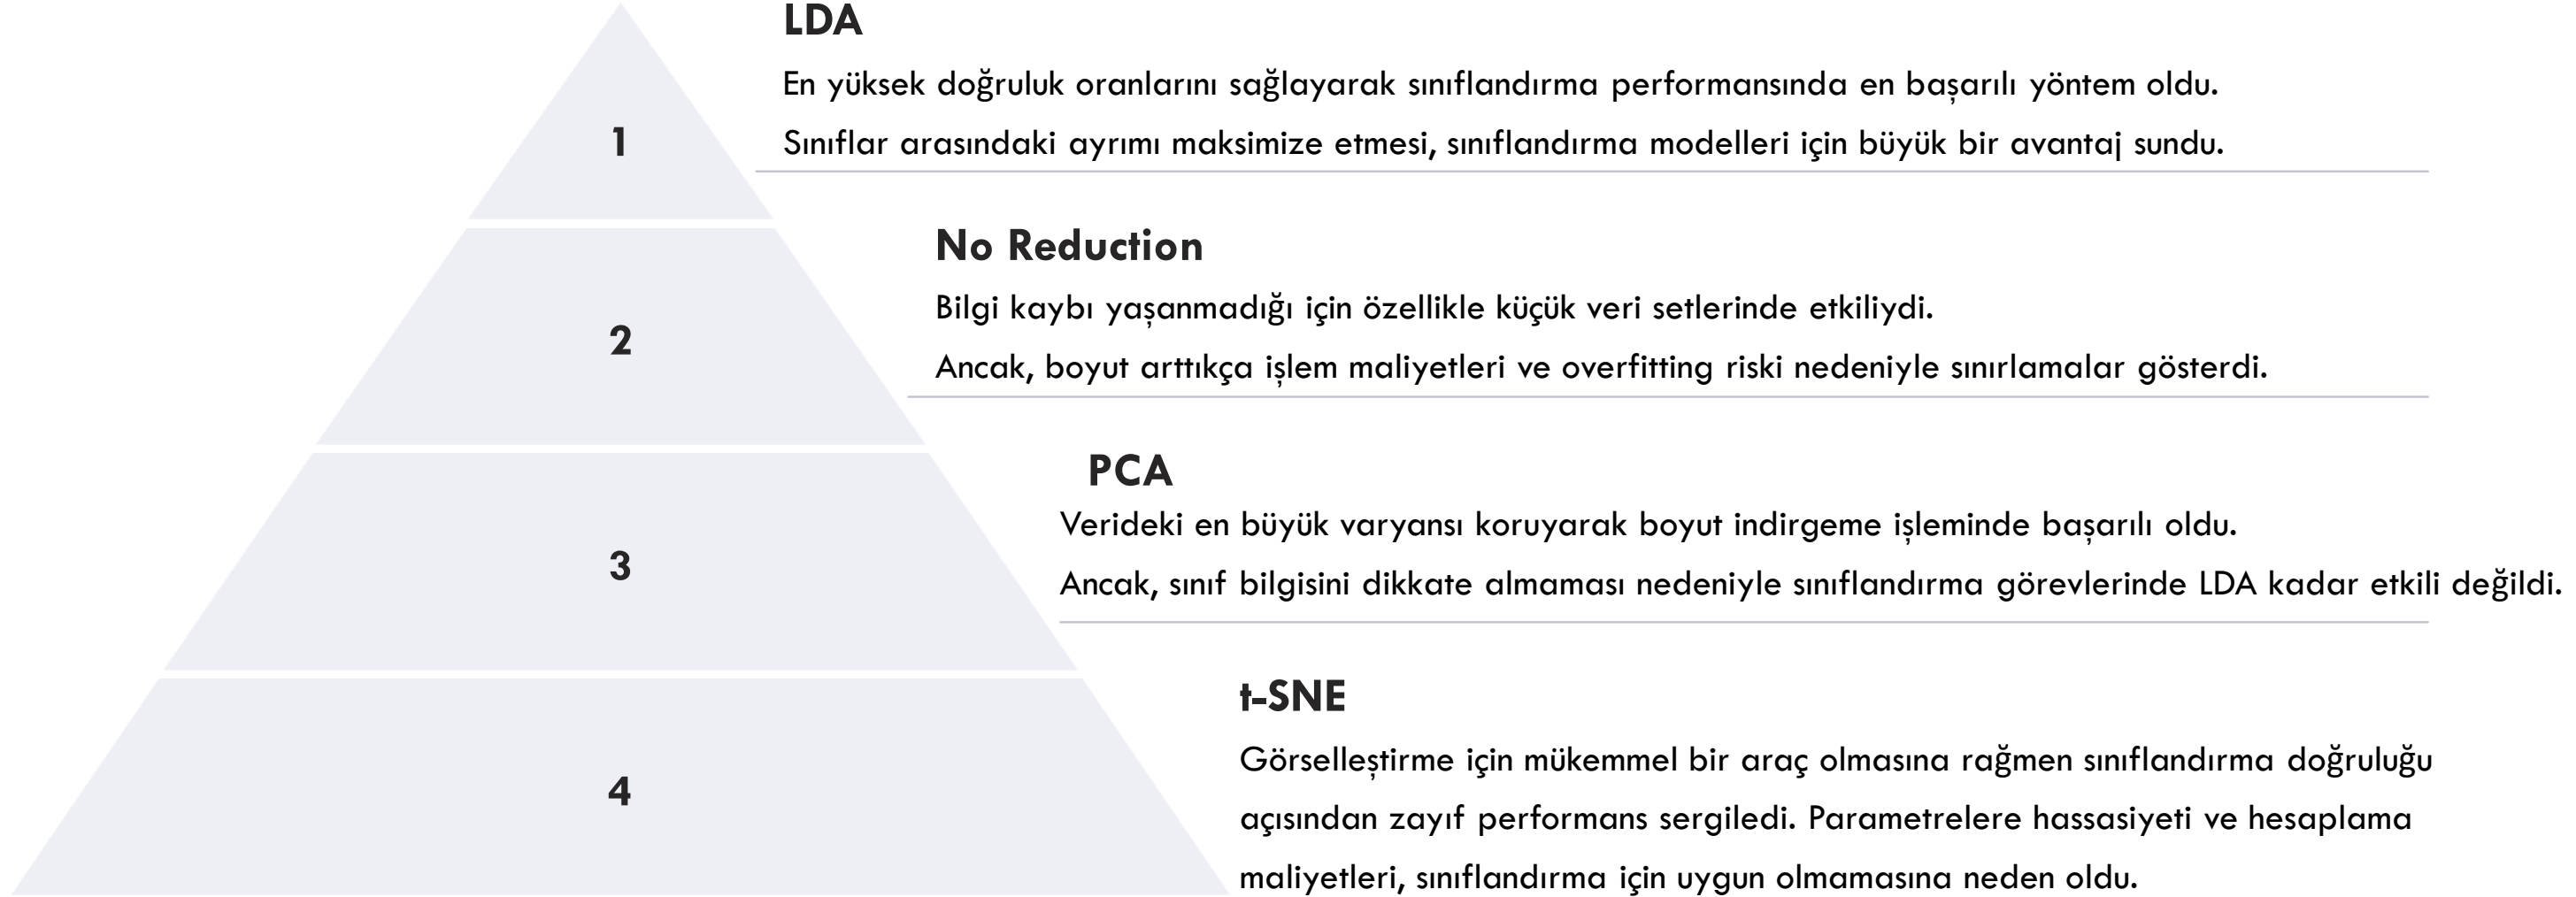 LDA
En yüksek doğruluk oranlarını sağlayarak sınıflandırma performansında en başarılı yöntem oldu.
Sınıflar arasındaki ayrımı maksimize etmesi, sınıflandırma modelleri için büyük bir avantaj sundu.
1
No Reduction
Bilgi kaybı yaşanmadığı için özellikle küçük veri setlerinde etkiliydi.
Ancak, boyut arttıkça işlem maliyetleri ve overfitting riski nedeniyle sınırlamalar gösterdi.
2
PCA
Verideki en büyük varyansı koruyarak boyut indirgeme işleminde başarılı oldu.
Ancak, sınıf bilgisini dikkate almaması nedeniyle sınıflandırma görevlerinde LDA kadar etkili değildi.
3
t-SNE
Görselleştirme için mükemmel bir araç olmasına rağmen sınıflandırma doğruluğu
açısından zayıf performans sergiledi. Parametrelere hassasiyeti ve hesaplama
maliyetleri, sınıflandırma için uygun olmamasına neden oldu.
4